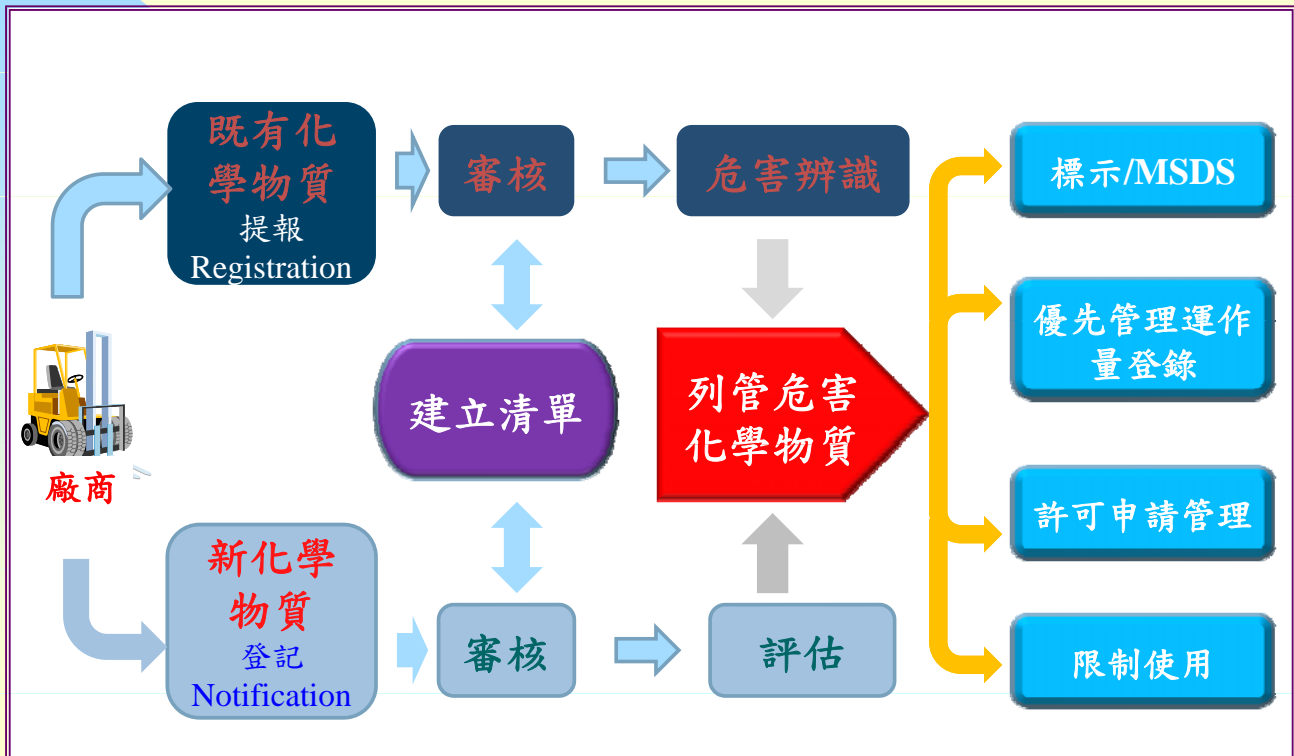 既有化
學物質
提報
Registration
審核
危害辨識
標示/MSDS
優先管理運作
量登錄
建立清單
列管危害
化學物質
廠商
許可申請管理
新化學
物質
登記
Notification
審核
評估
限制使用